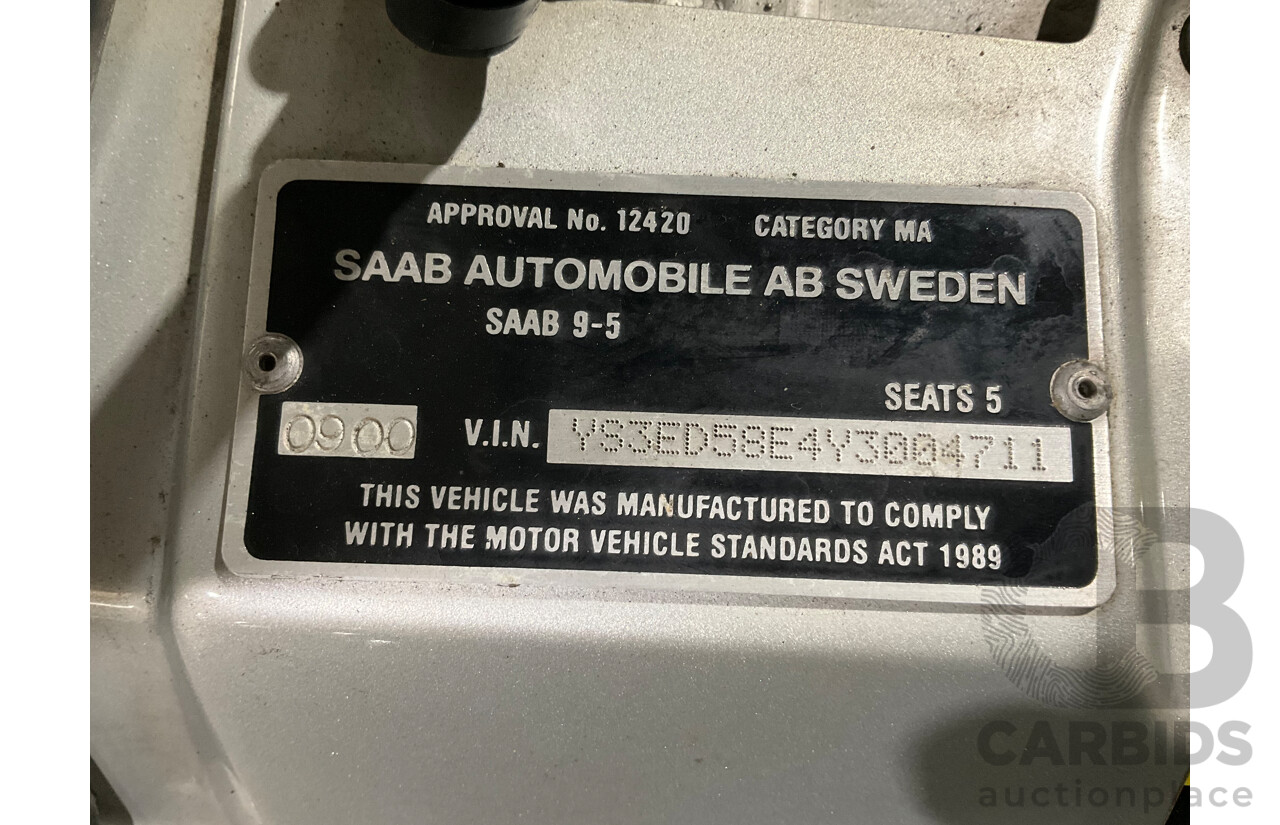 APPROVAL No. 12420 CATEGORY MA
SAAB AUTOMOBILE AB SWEDEN
SAAB 9-5
SEATS 5
0900 V.I.N. YS3ED58E4Y3004711
THIS VEHICLE WAS MANUFACTURED TO COMPLY
WITH THE MOTOR VEHICLE STANDARDS ACT 1989
CB
CARBIDS
auctionplace